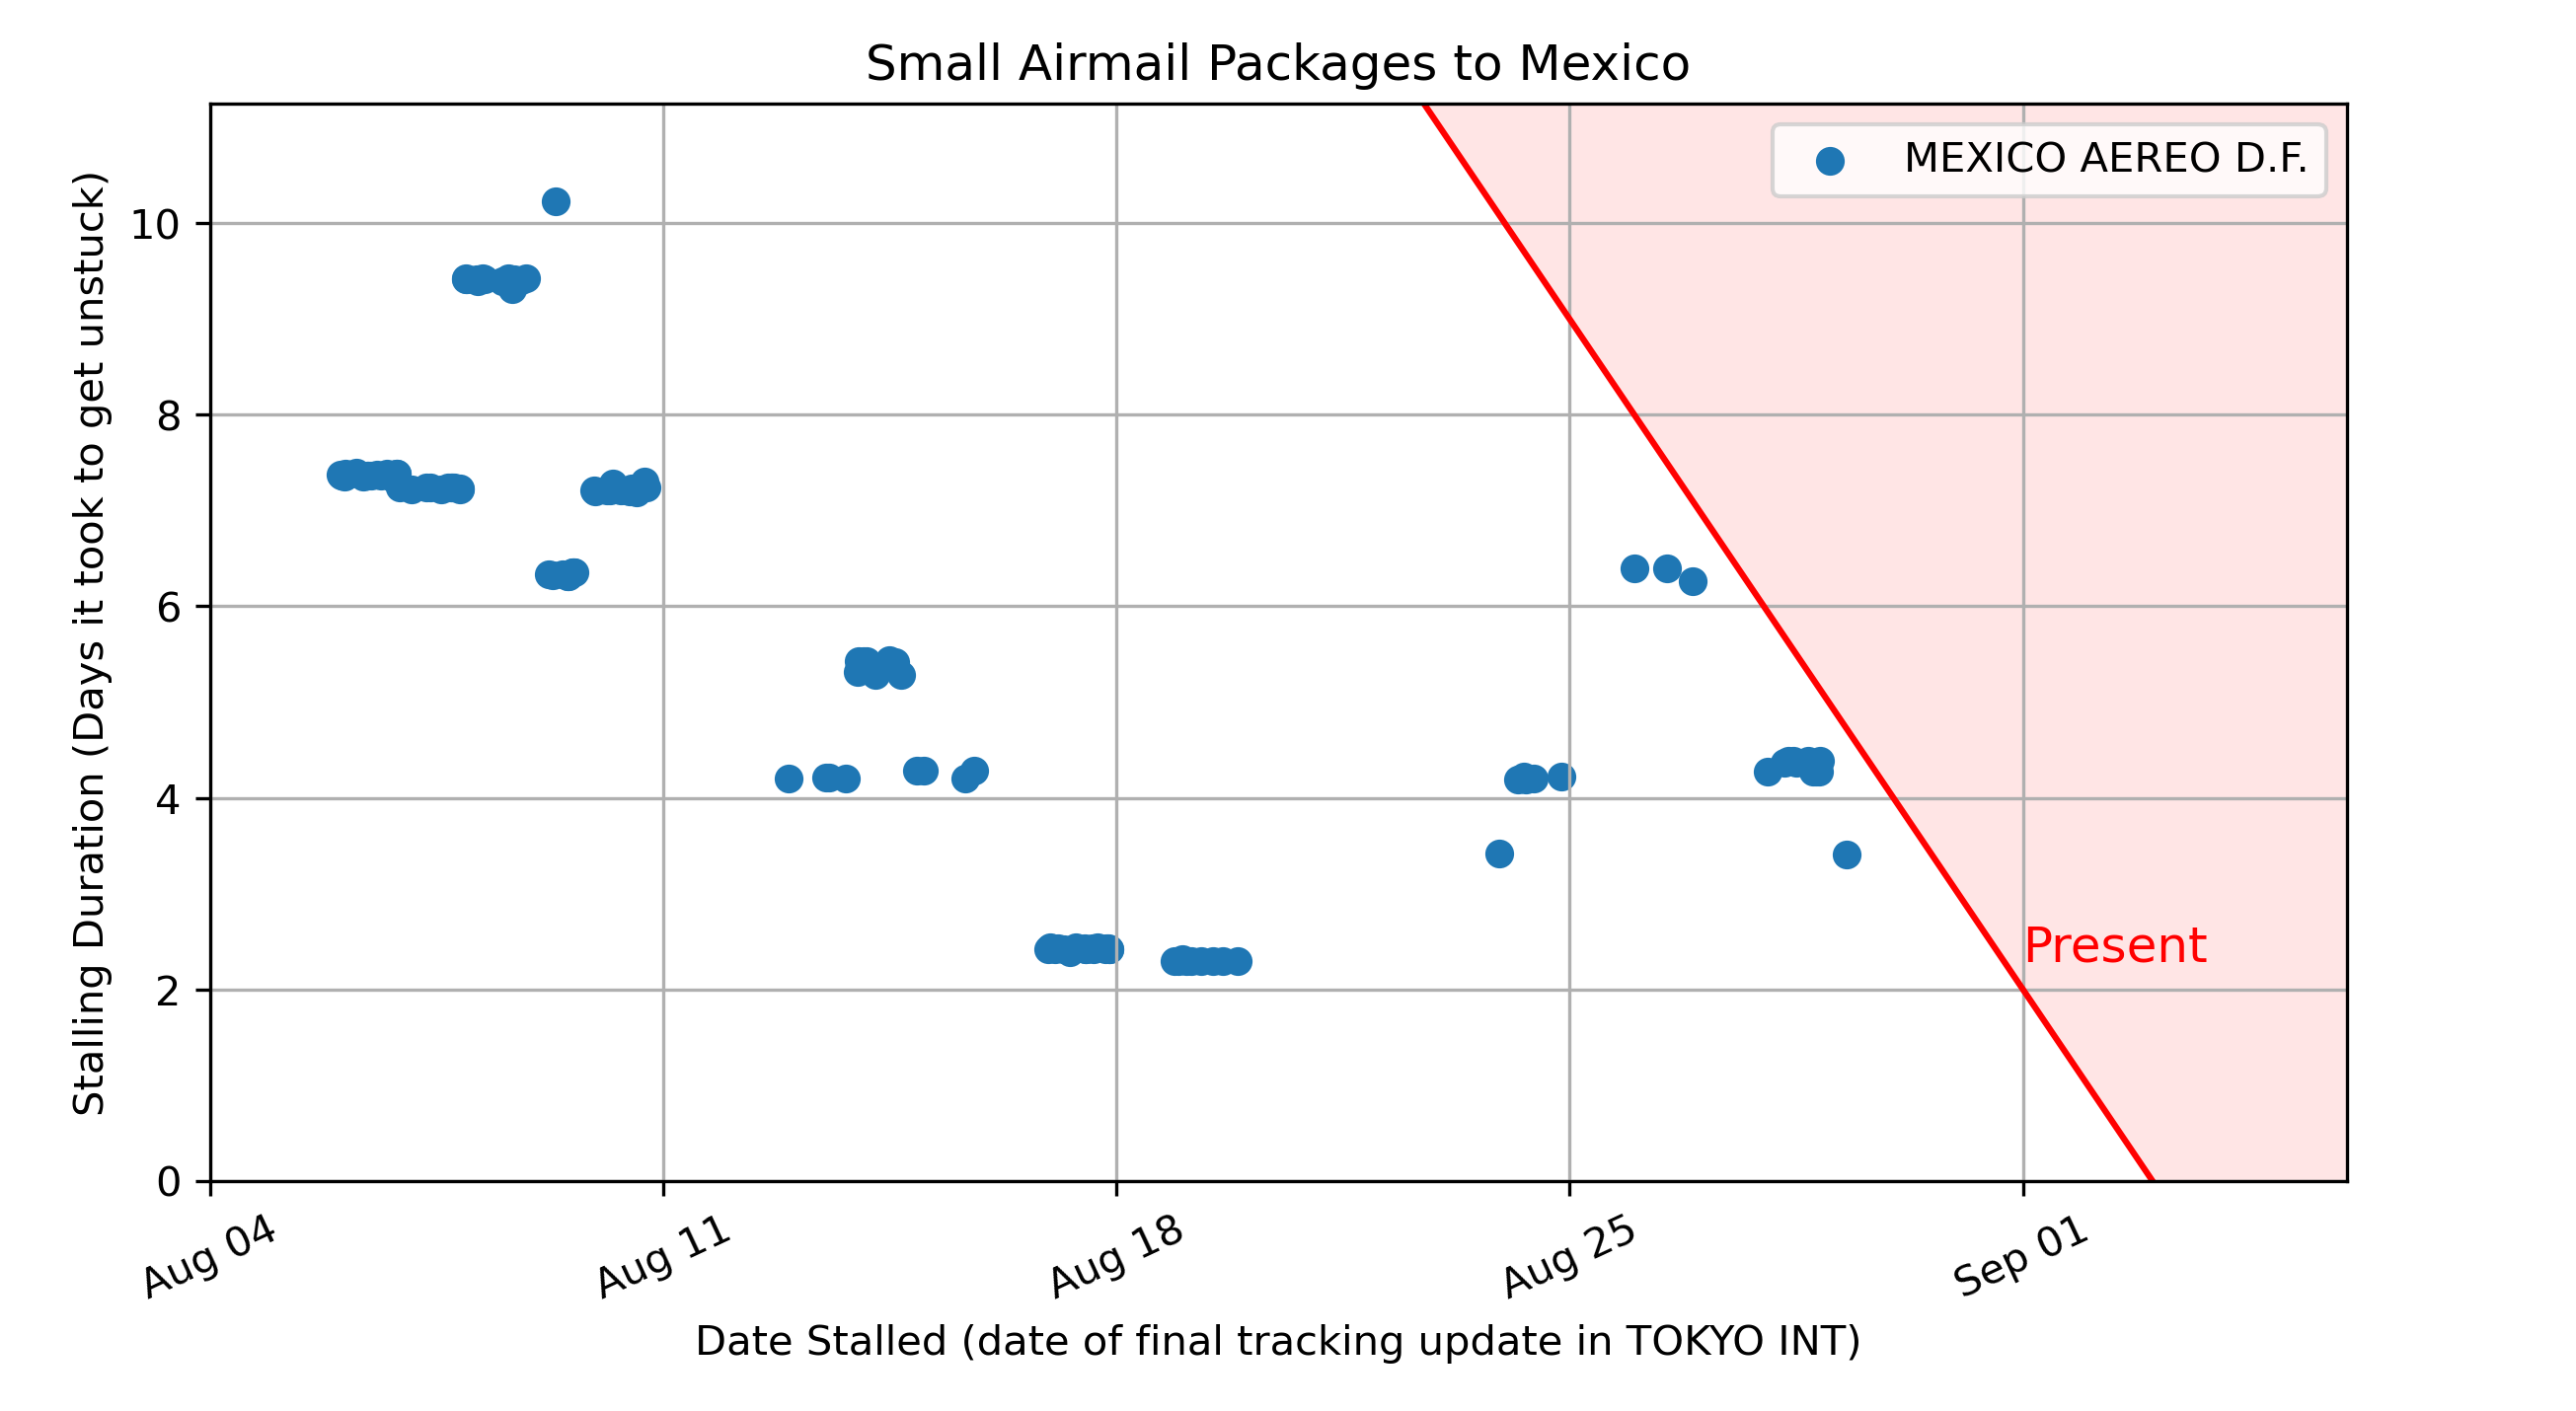 Small Airmail Packages to Mexico
MEXICO AEREO D.F.
Stalling Duration (Days it took to get unstuck)
10
8
6
4
2
0
Present
Aug 04
Aug 11
Aug 18
Aug 25
Sep 01
Date Stalled (date of final tracking update in TOKYO INT)